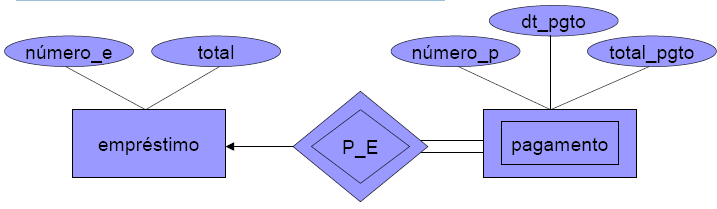 dt_pgto
número_e
total
número_p
total_pgto
empréstimo
P_E
pagamento